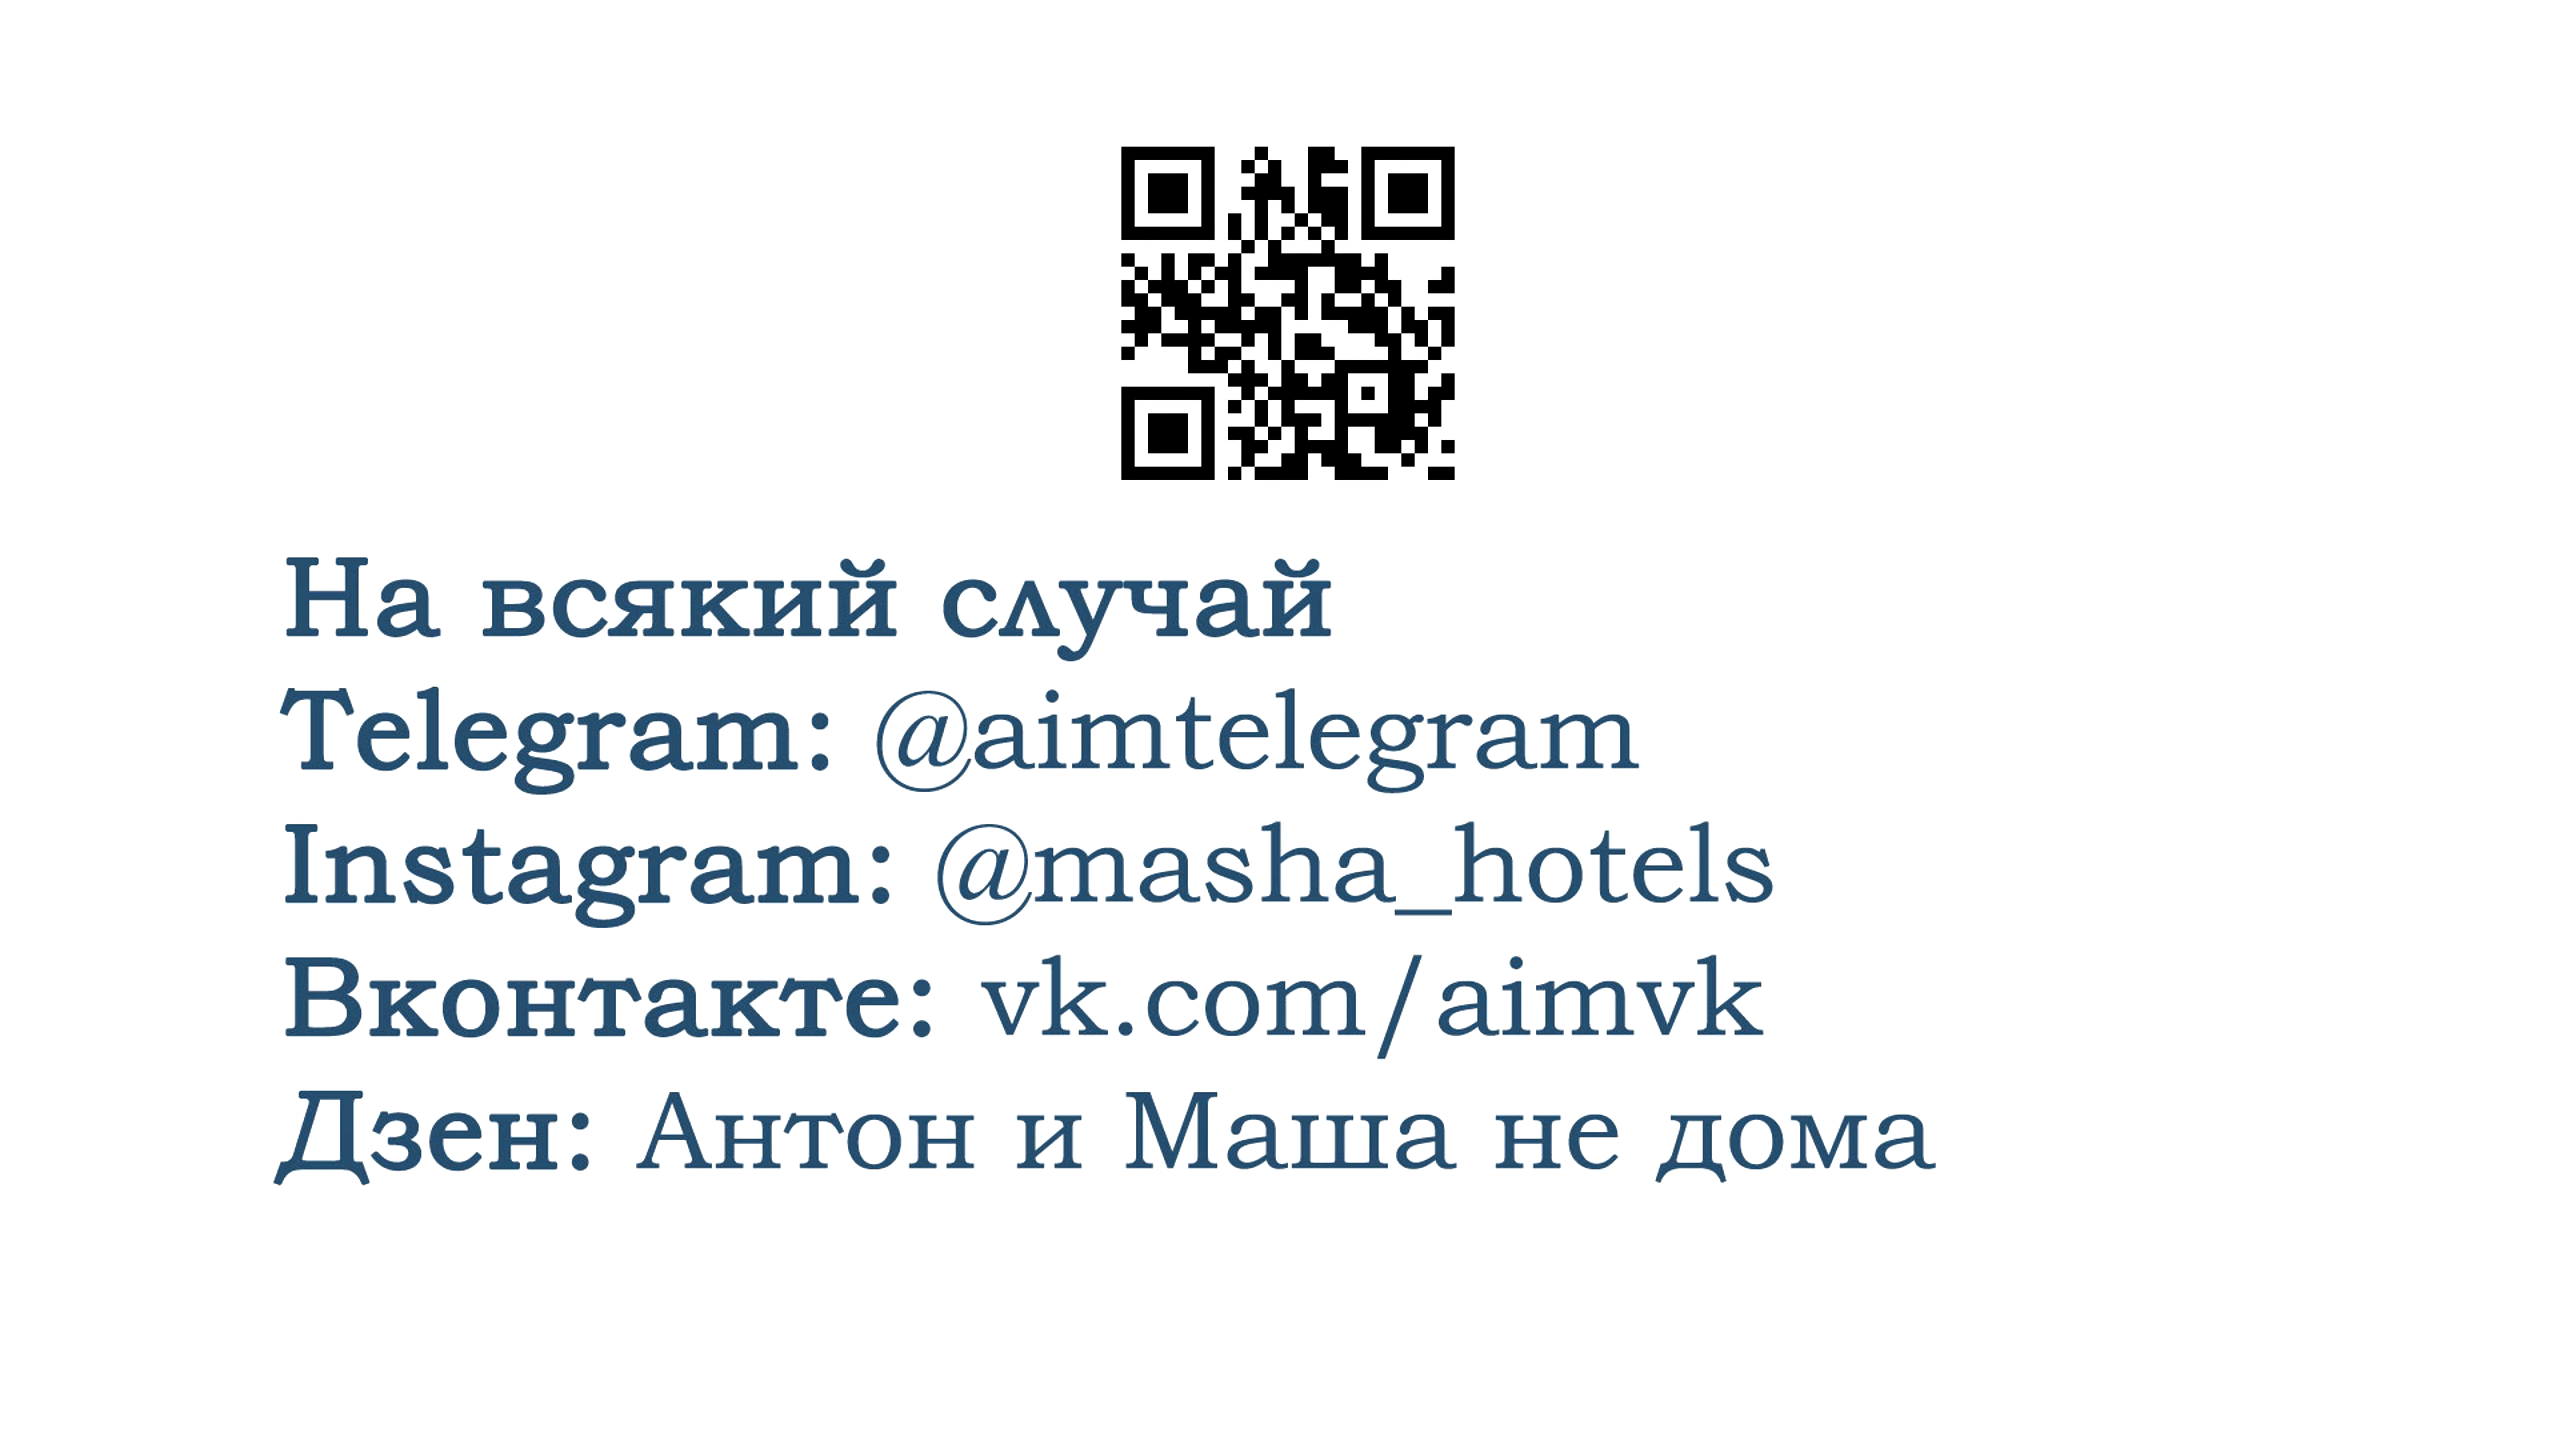 На всякий случай
Telegram: @aimtelegram
Instagram: @masha_hotels
Вконтакте: vk.com/aimvk
Дзен: Антон и Маша не дома